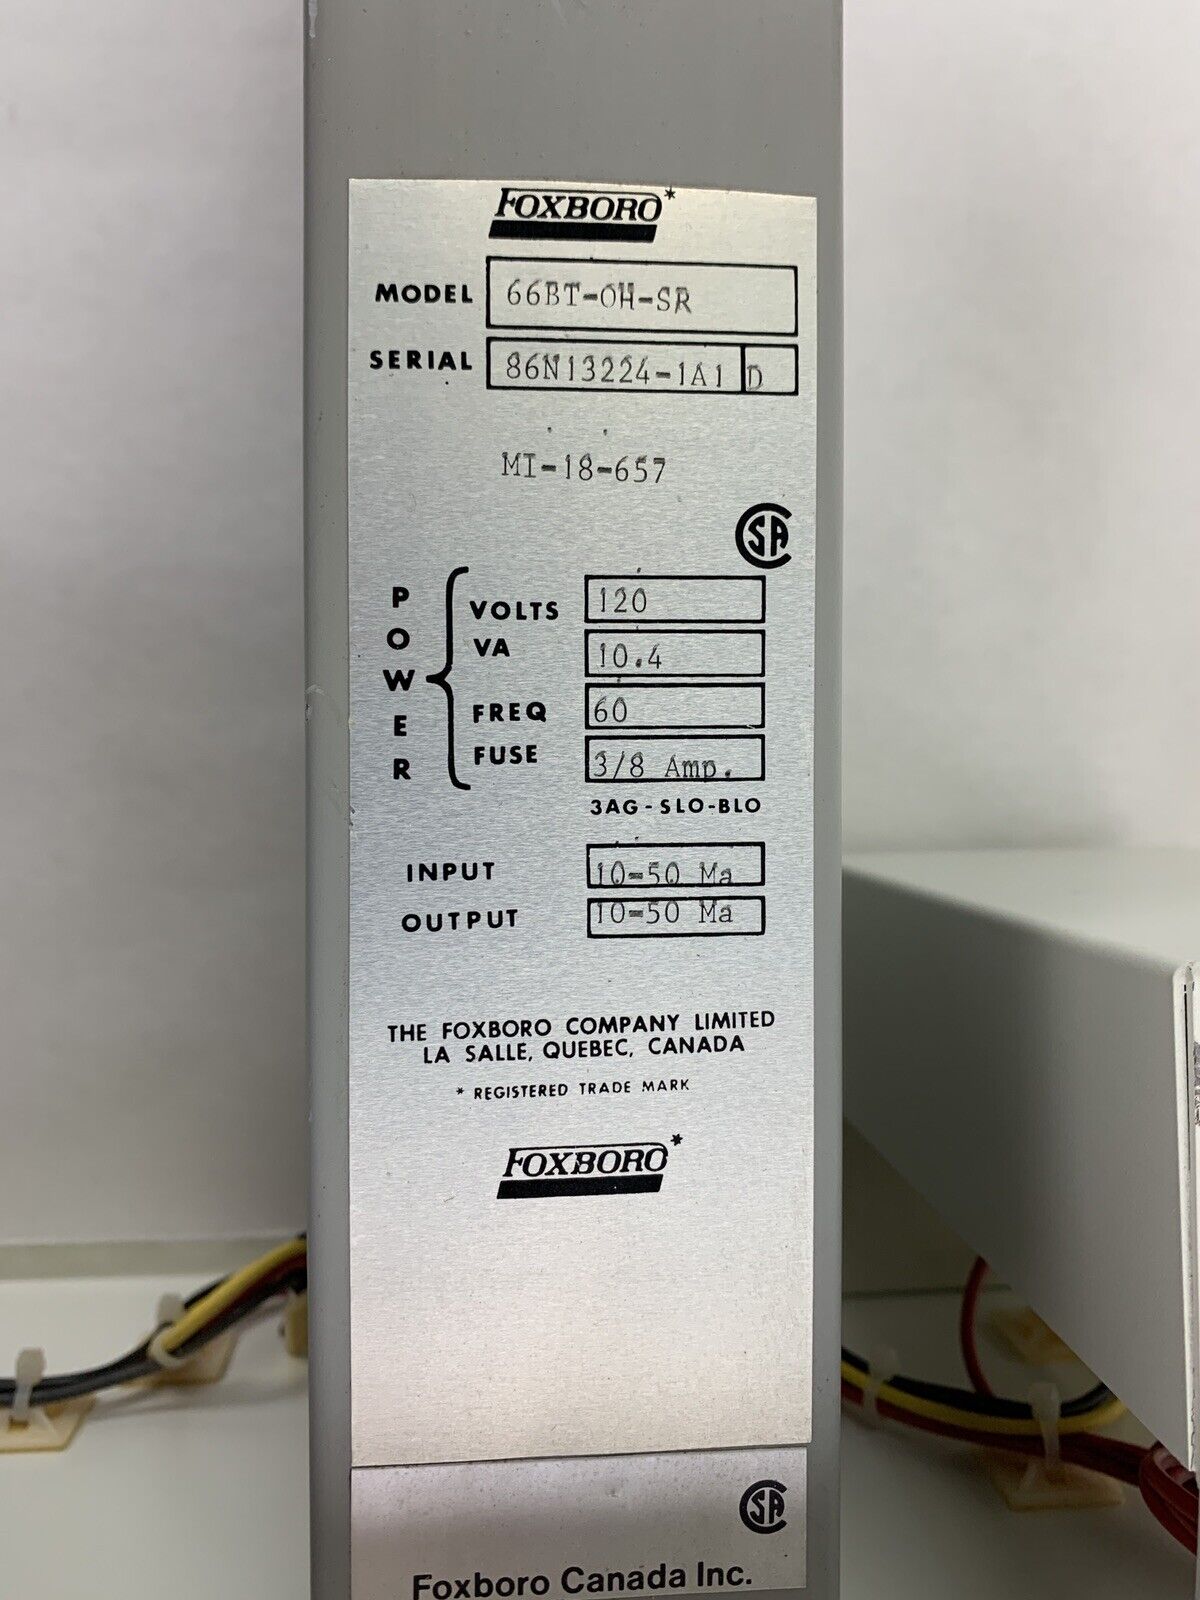 FOXBORO*
MODEL 66BT-OH-SR
SERIAL 86N13224-1A1 D
MI-18-657
SA
POWER
VOLTS 120
VA 10.4
FREQ 60
FUSE 3/8 Amp.
3AG-SLO-BLO
INPUT 10-50 Ma
OUTPUT 10-50 Ma
THE FOXBORO COMPANY LIMITED
LA SALLE, QUEBEC, CANADA
* REGISTERED TRADE MARK
FOXBORO*
SA
Foxboro Canada Inc.